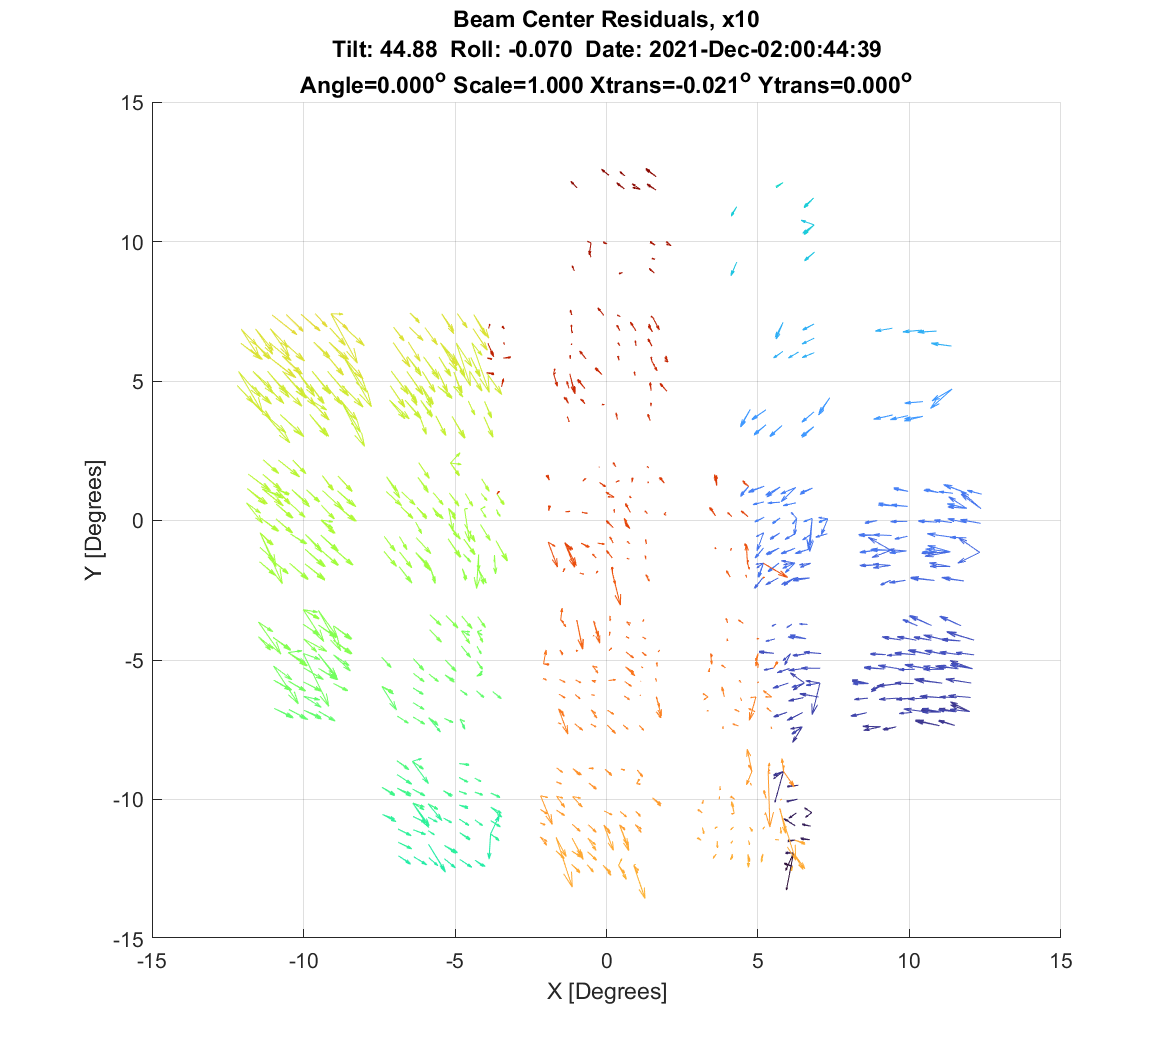 Beam Center Residuals, x10
Tilt: 44.88 Roll: -0.070 Date: 2021-Dec-02:00:44:39
Angle=0.000° Scale=1.000 Xtrans=-0.021° Ytrans=0.000°
15
10
5
0
-5
-10
-15
Y [Degrees]
-15 -10 -5 0 5 10 15
X [Degrees]